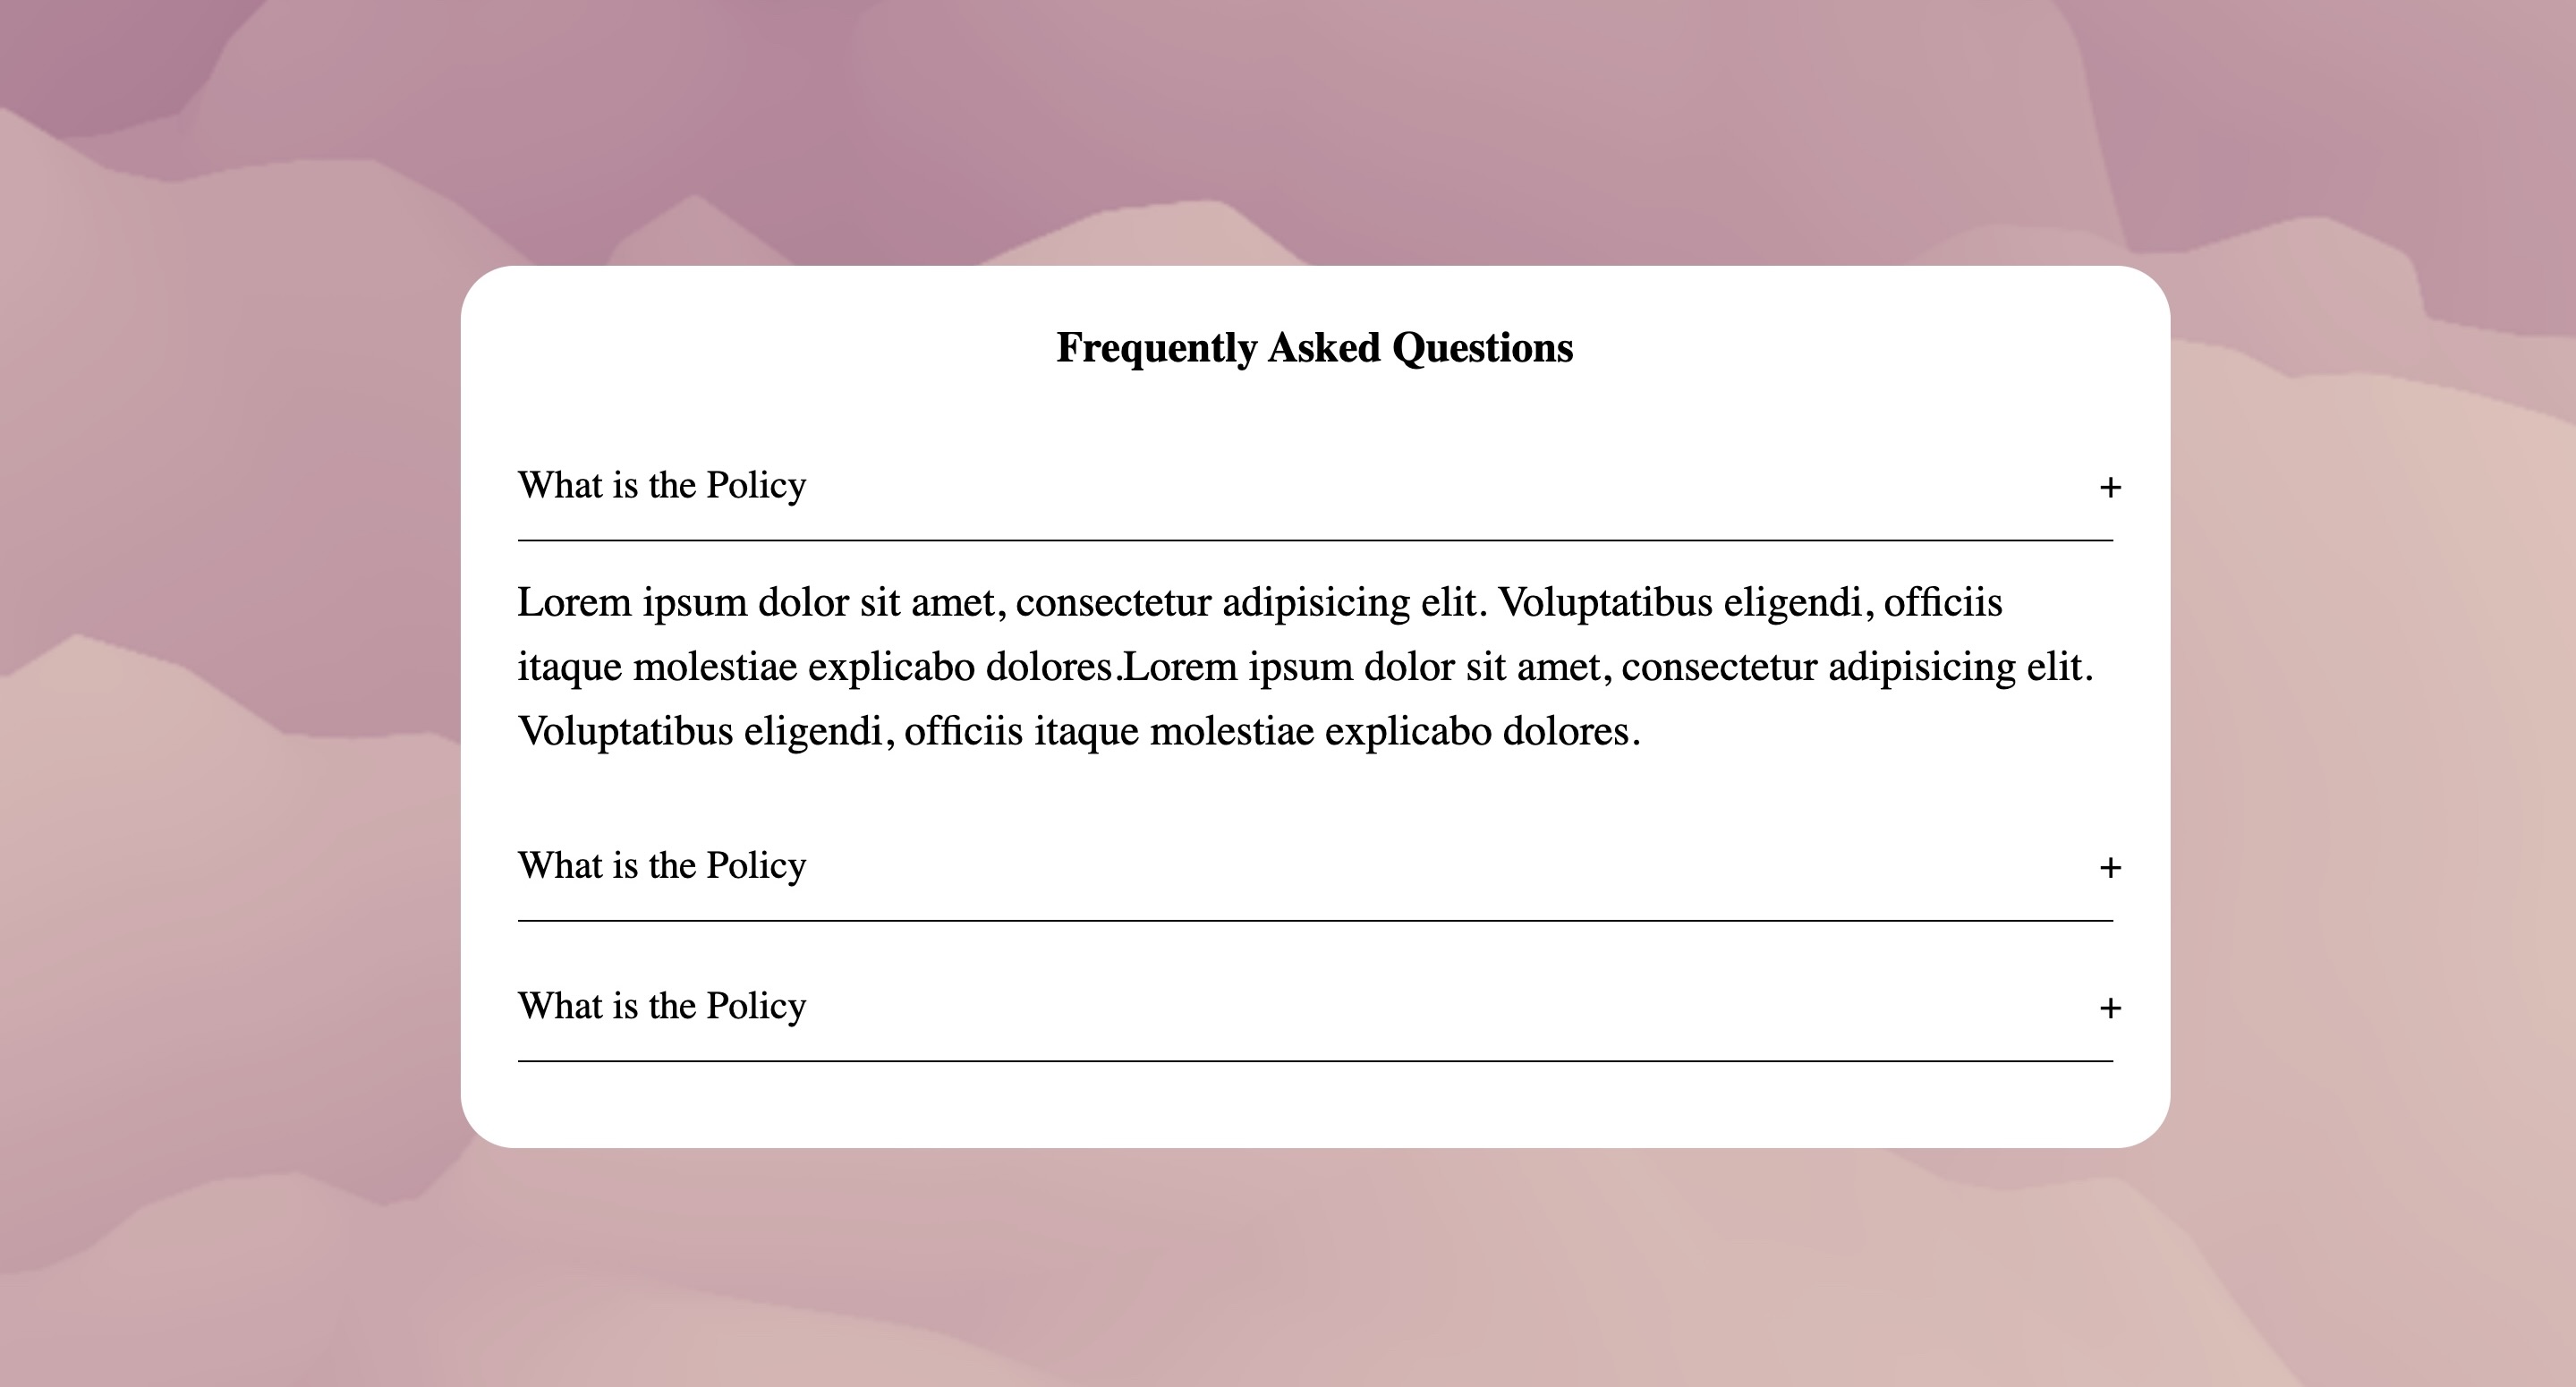 Frequently Asked Questions
What is the Policy +
Lorem ipsum dolor sit amet, consectetur adipisicing elit. Voluptatibus eligendi, officiis
itaque molestiae explicabo dolores.Lorem ipsum dolor sit amet, consectetur adipisicing elit.
Voluptatibus eligendi, officiis itaque molestiae explicabo dolores.
What is the Policy +
What is the Policy +